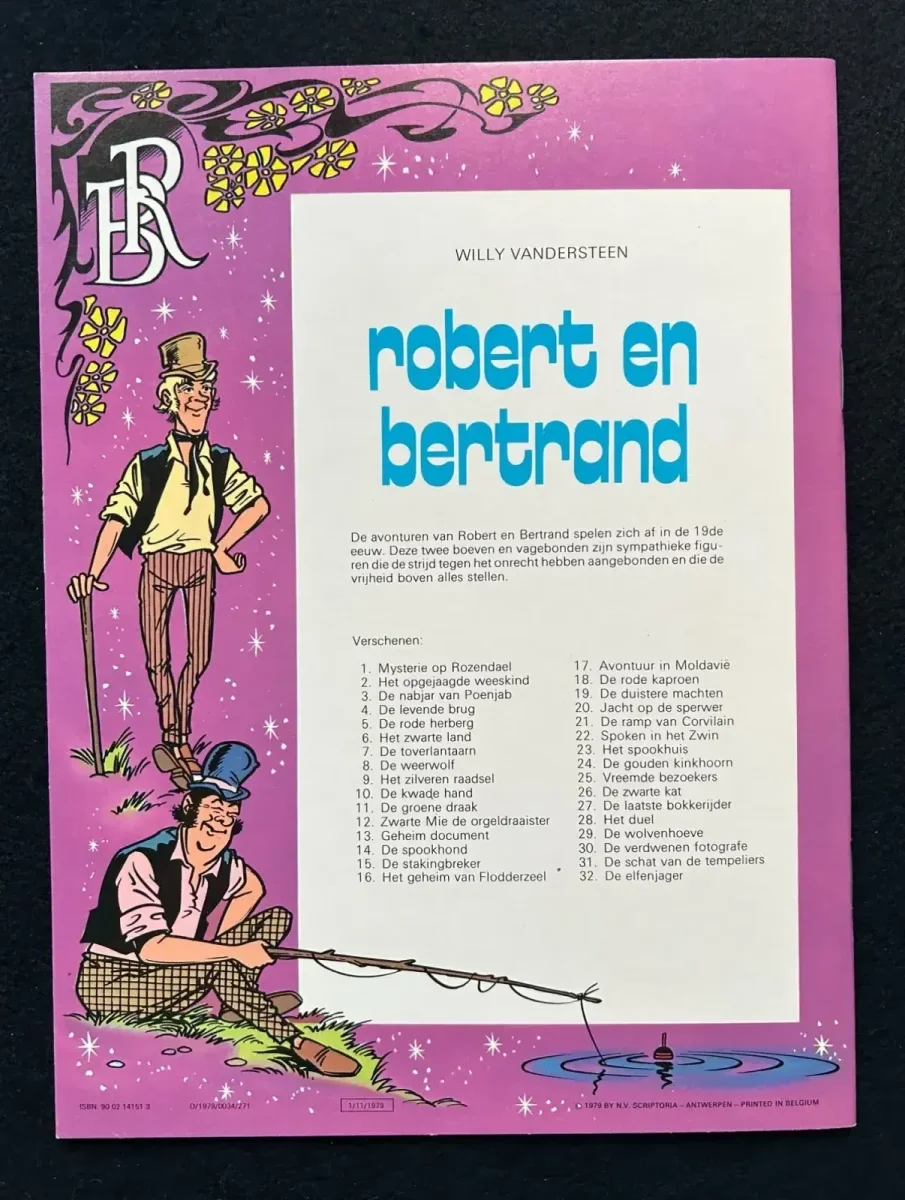 BR
WILLY VANDERSTEEN
robert en
bertrand
De avonturen van Robert en Bertrand spelen zich af in de 19de
eeuw. Deze twee boeven en vagebonden zijn sympathieke figu-
ren die de strijd tegen het onrecht hebben aangebonden en die de
vrijheid boven alles stellen.
Verschenen:
1. Mysterie op Rozendael
2. Het opgejaagde weeskind
3. De nabjar van Poenjab
4. De levende brug
5. De rode herberg
6. Het zwarte land
7. De toverlantaarn
8. De weerwolf
9. Het zilveren raadsel
10. De kwade hand
11. De groene draak
12. Zwarte Mie de orgeldraaister
13. Geheim document
14. De spookhond
15. De stakingbreker
16. Het geheim van Flodderzeel
17. Avontuur in Moldavië
18. De rode kaproen
19. De duistere machten
20. Jacht op de sperwer
21. De ramp van Corvilain
22. Spoken in het Zwin
23. Het spookhuis
24. De gouden kinkhoorn
25. Vreemde bezoekers
26. De zwarte kat
27. De laatste bokkerijder
28. Het duel
29. De wolvenhoeve
30. De verdwenen fotografe
31. De schat van de tempeliers
32. De elfenjager
ISBN 90 02 14151 3
D/1979/0034/271
1/11/1979
© 1979 BY N.V. SCRIPTORIA – ANTWERPEN – PRINTED IN BELGIUM